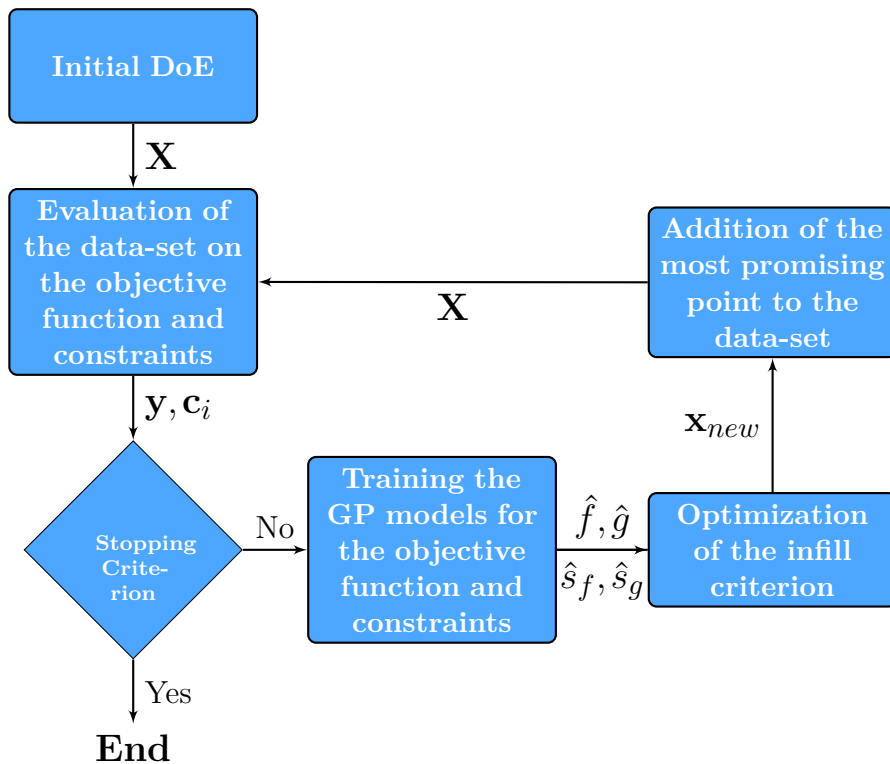 Initial DoE
X
Evaluation of
the data-set on
the objective
function and
constraints
Addition of the
most promising
point to the
data-set
X
y, c_i
x_{new}
Stopping
Crite-
rion
No
Training the
GP models for
the objective
function and
constraints
f̂, ĝ
ŝ_f, ŝ_g
Optimization
of the infill
criterion
Yes
End